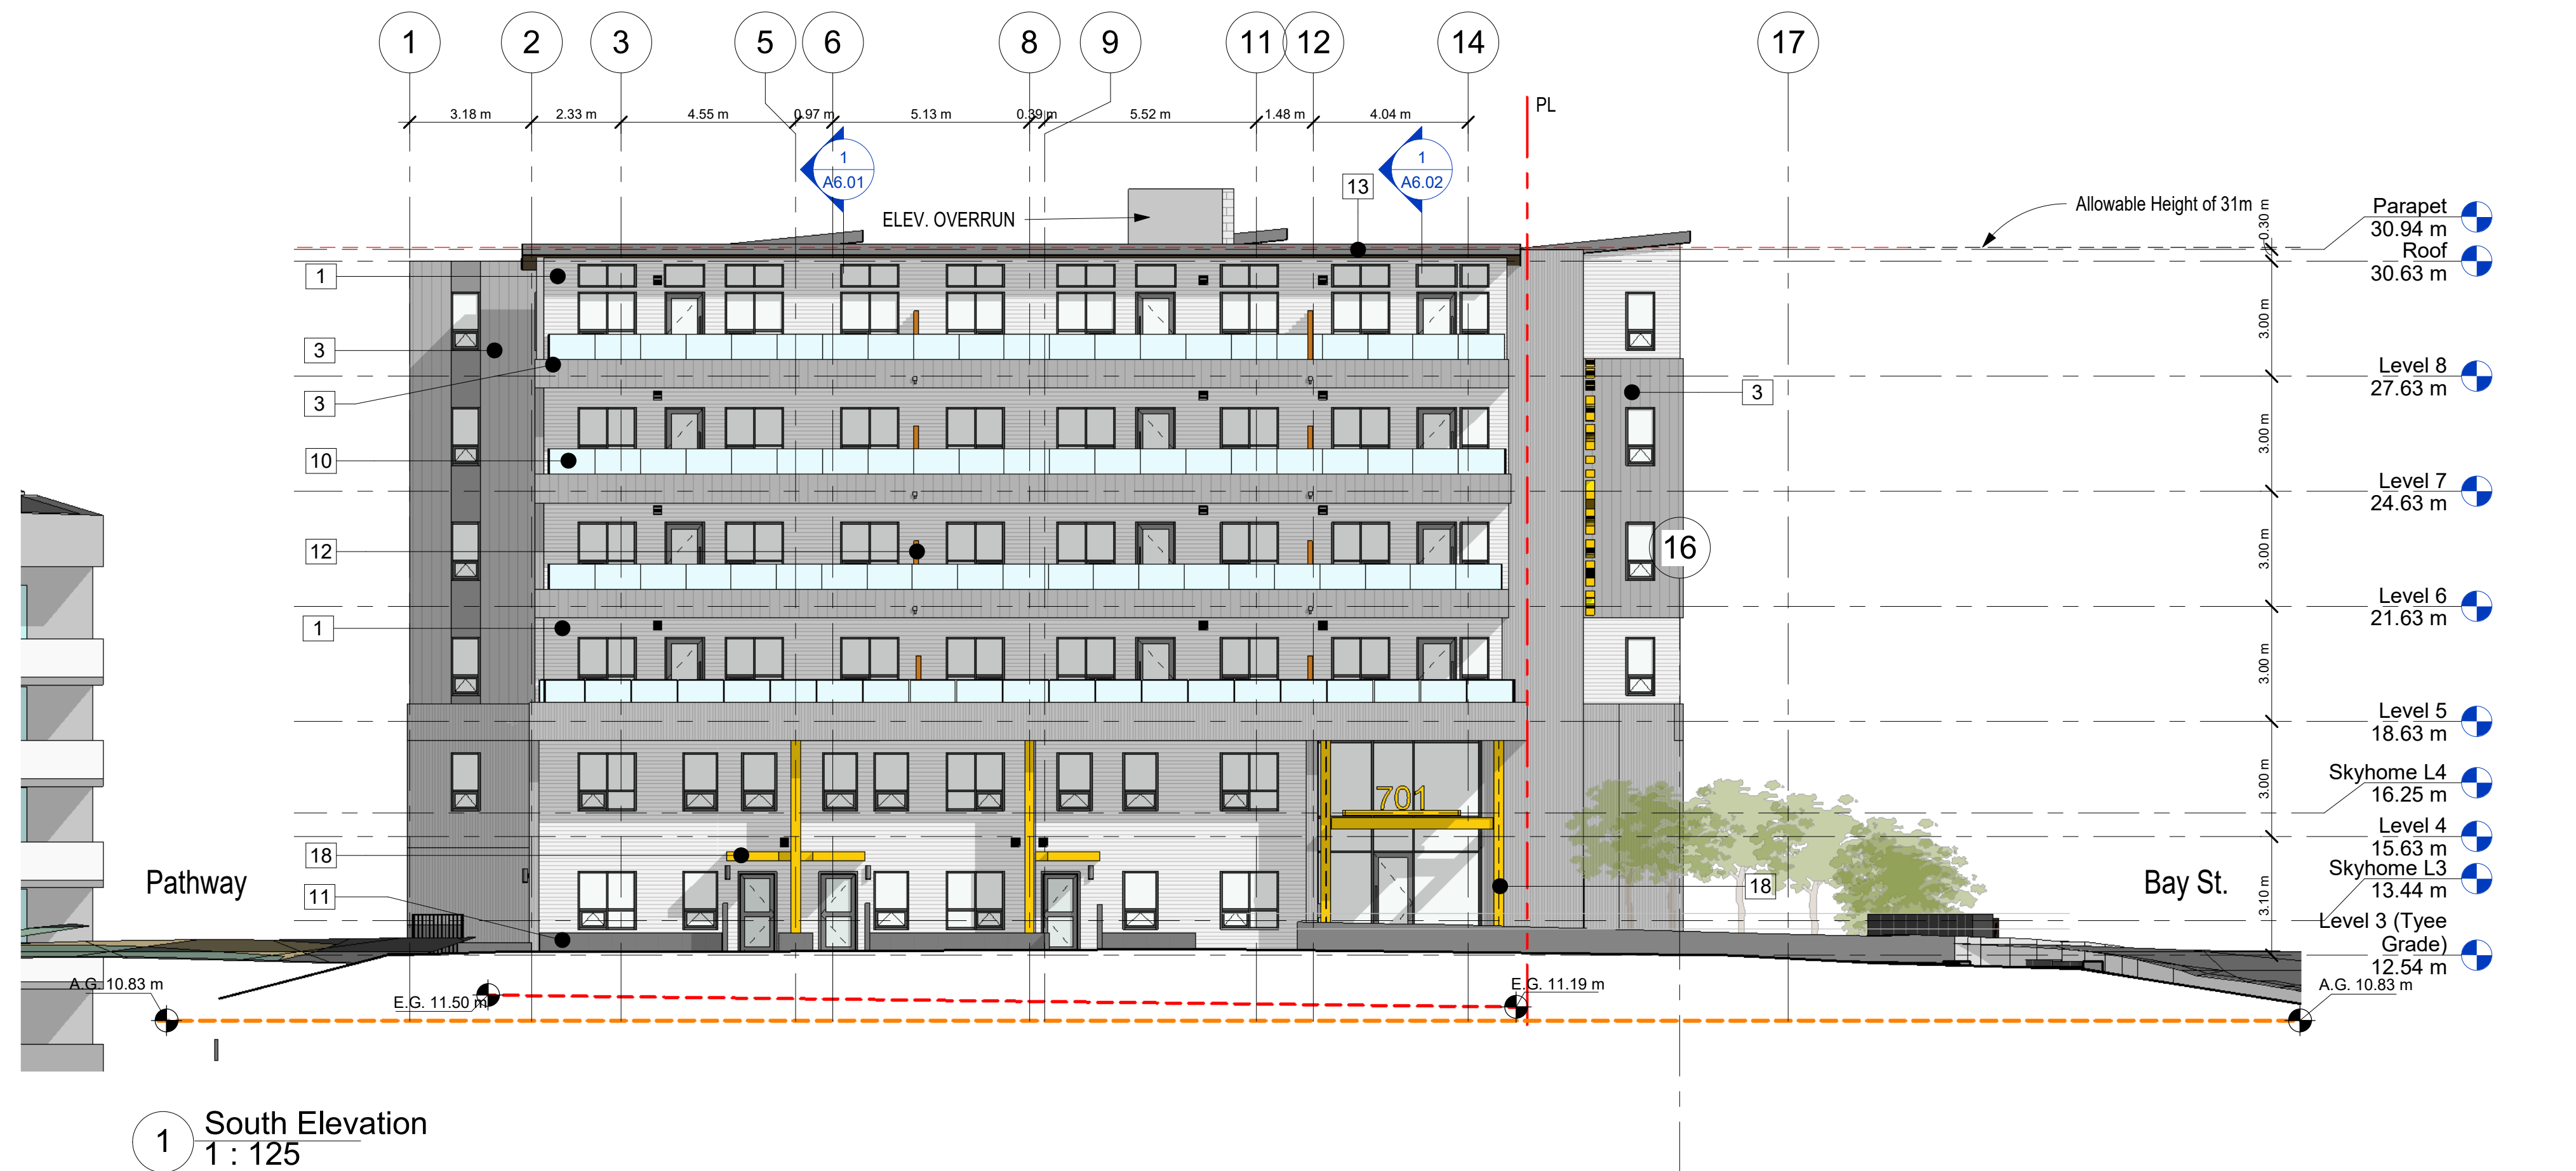 1 2 3 5 6 8 9 11 12 14 17
3.18 m 2.33 m 4.55 m 0.97 m 5.13 m 0.39 m 5.52 m 1.48 m 4.04 m
PL
1
A6.01
1
A6.02
13
ELEV. OVERRUN
Allowable Height of 31m
Parapet
30.94 m
0.30 m
Roof
30.63 m
1
3.00 m
3
Level 8
27.63 m
3
3
3.00 m
10
Level 7
24.63 m
12
16
3.00 m
Level 6
21.63 m
1
3.00 m
Level 5
18.63 m
3.00 m
Skyhome L4
16.25 m
701
Level 4
15.63 m
18
Skyhome L3
13.44 m
Pathway
11
18
Bay St.
3.10 m
Level 3 (Tyee
Grade)
12.54 m
A.G. 10.83 m
E.G. 11.50 m
E.G. 11.19 m
A.G. 10.83 m
1
South Elevation
1 : 125